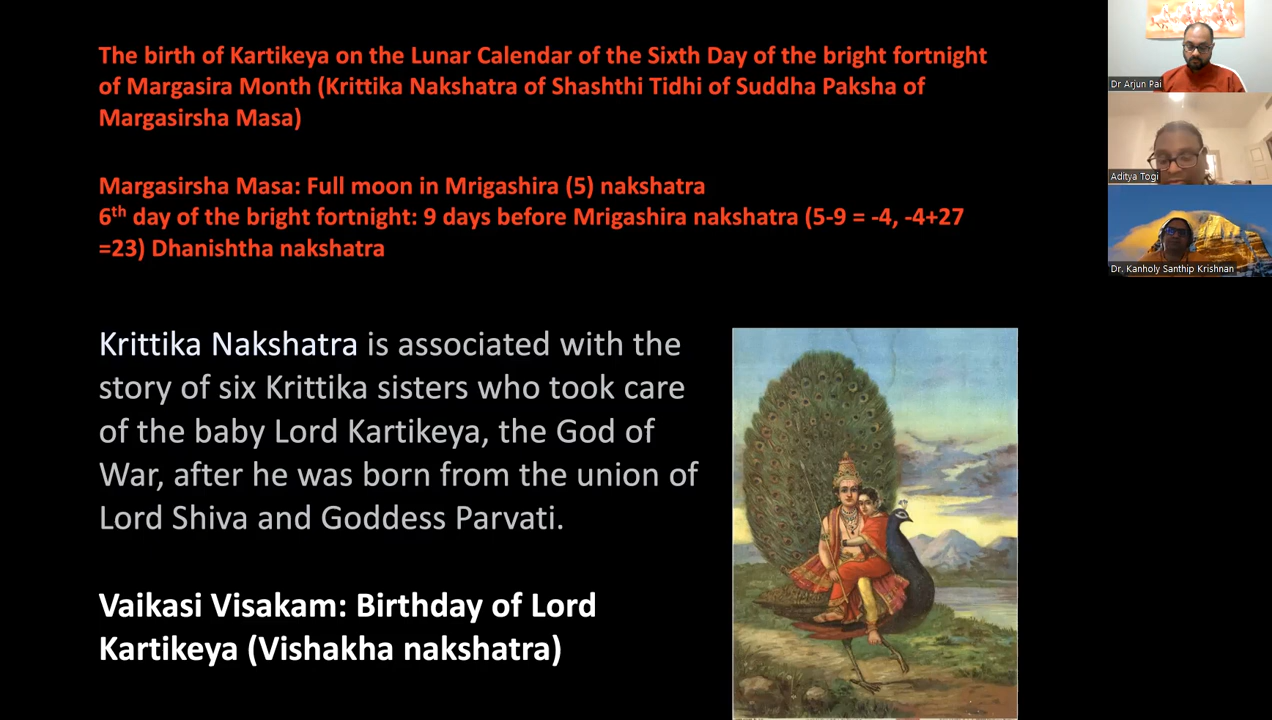 The birth of Kartikeya on the Lunar Calendar of the Sixth Day of the bright fortnight
of Margasira Month (Krittika Nakshatra of Shashthi Tidhi of Suddha Paksha of
Margasirsha Masa)
Margasirsha Masa: Full moon in Mrigashira (5) nakshatra
6th day of the bright fortnight: 9 days before Mrigashira nakshatra (5-9 = -4, -4+27
=23) Dhanishtha nakshatra
Krittika Nakshatra is associated with the
story of six Krittika sisters who took care
of the baby Lord Kartikeya, the God of
War, after he was born from the union of
Lord Shiva and Goddess Parvati.
Vaikasi Visakam: Birthday of Lord
Kartikeya (Vishakha nakshatra)
Dr Arjun Pai
Aditya Togi
Dr. Kanholy Santhip Krishnan